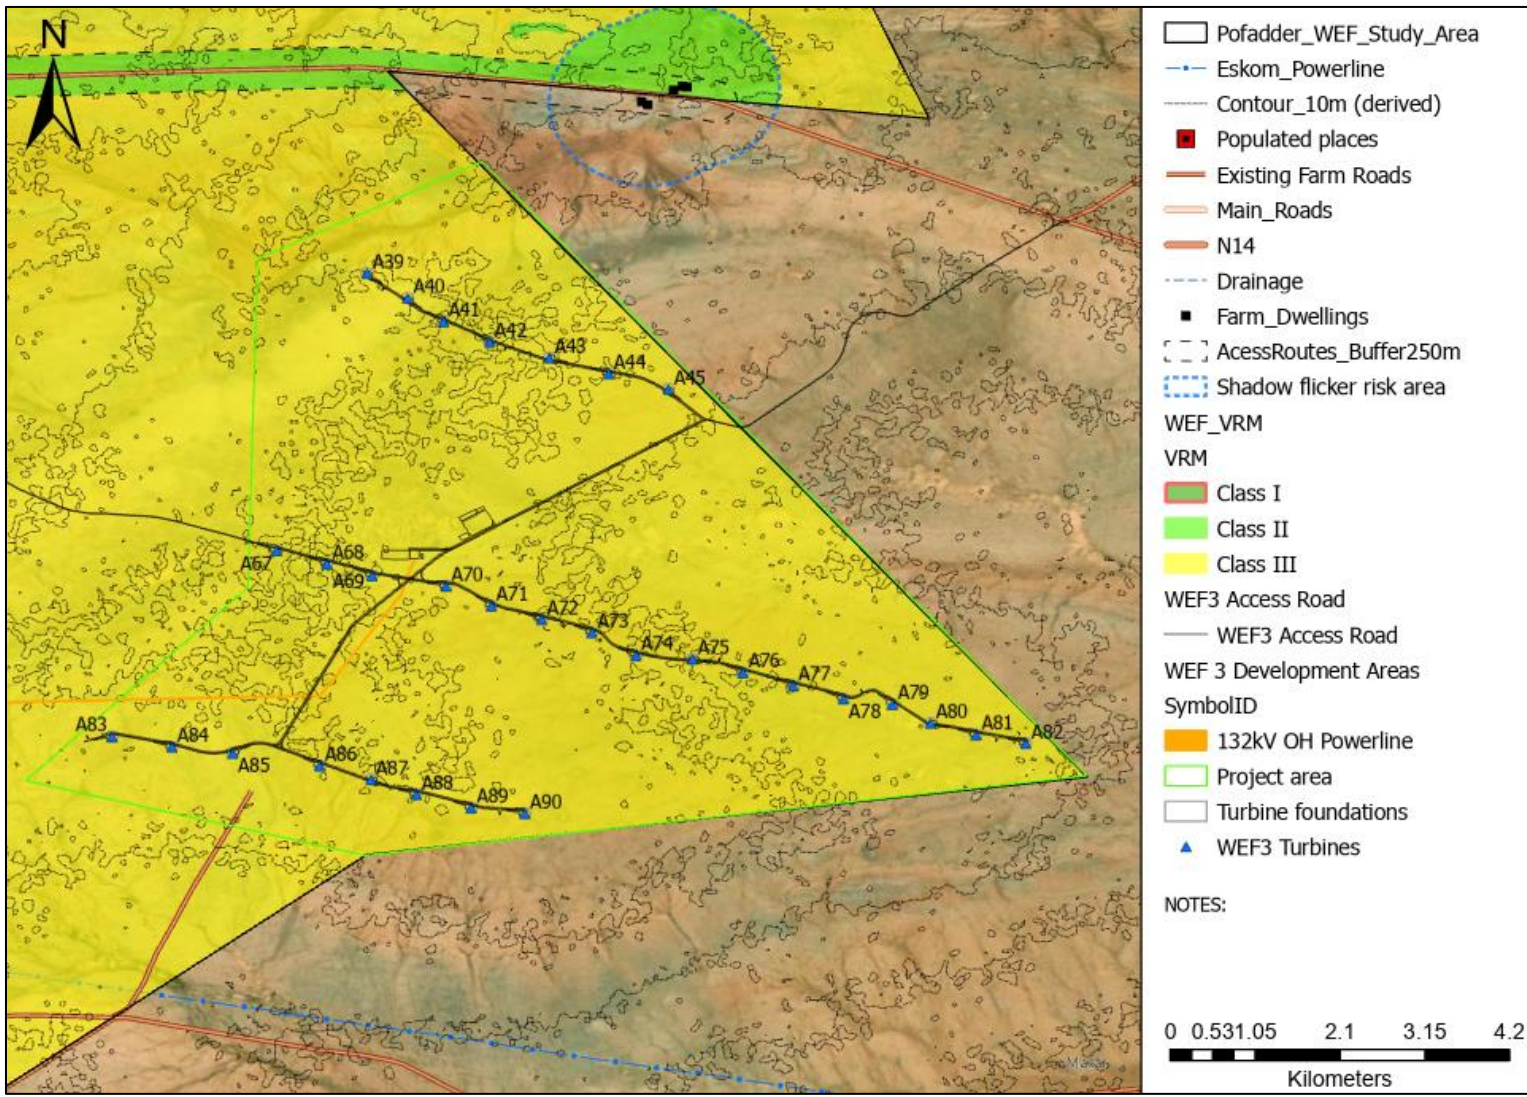 N
A39
A40
A41
A42
A43
A44
A45
A67
A68
A69
A70
A71
A72
A73
A74
A75
A76
A77
A78
A79
A80
A81
A82
A83
A84
A85
A86
A87
A88
A89
A90
Pofadder_WEF_Study_Area
Eskom_Powerline
Contour_10m (derived)
Populated places
Existing Farm Roads
Main_Roads
N14
Drainage
Farm_Dwellings
AcessRoutes_Buffer250m
Shadow flicker risk area
WEF_VRM
VRM
Class I
Class II
Class III
WEF3 Access Road
WEF3 Access Road
WEF 3 Development Areas
SymbolID
132kV OH Powerline
Project area
Turbine foundations
WEF3 Turbines
NOTES:
0 0.531.05 2.1 3.15 4.2
Kilometers